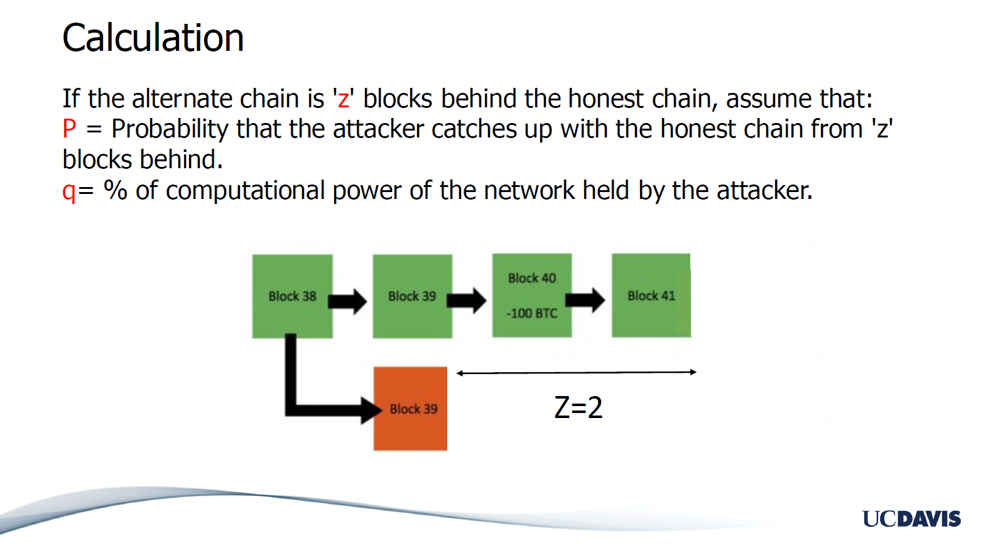 Calculation
If the alternate chain is 'z' blocks behind the honest chain, assume that:
P = Probability that the attacker catches up with the honest chain from 'z'
blocks behind.
q= % of computational power of the network held by the attacker.
Block 38
Block 39
Block 40
-100 BTC
Block 41
Block 39
Z=2
UCDAVIS